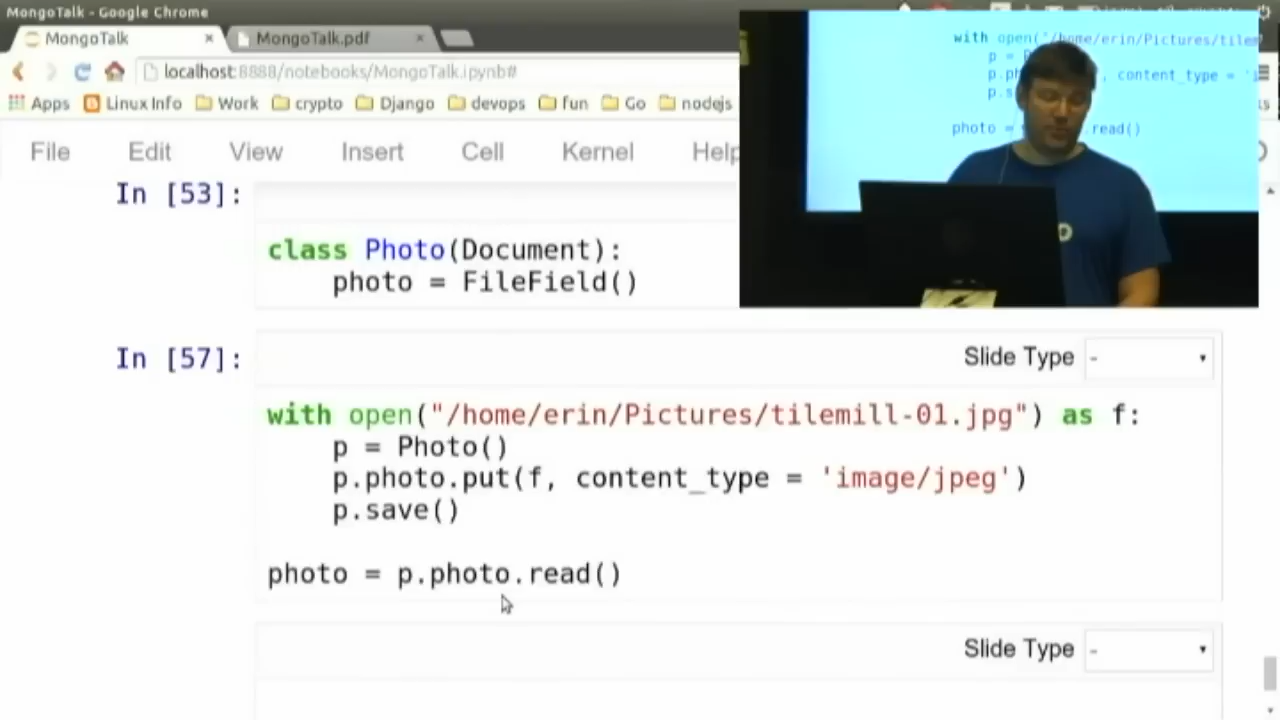 MongoTalk - Google Chrome
MongoTalk × MongoTalk.pdf ×
localhost:8888/notebooks/MongoTalk.ipynb#
Apps Linux Info Work crypto Django devops fun Go nodejs
File Edit View Insert Cell Kernel Help
with open('/home/erin/Pictures/tilem
p =
p.ph , content_type = '
p.s
photo = .read()
In [53]:
class Photo(Document):
photo = FileField()
In [57]:
Slide Type -
with open("/home/erin/Pictures/tilemill-01.jpg") as f:
p = Photo()
p.photo.put(f, content_type = 'image/jpeg')
p.save()
photo = p.photo.read()
Slide Type -